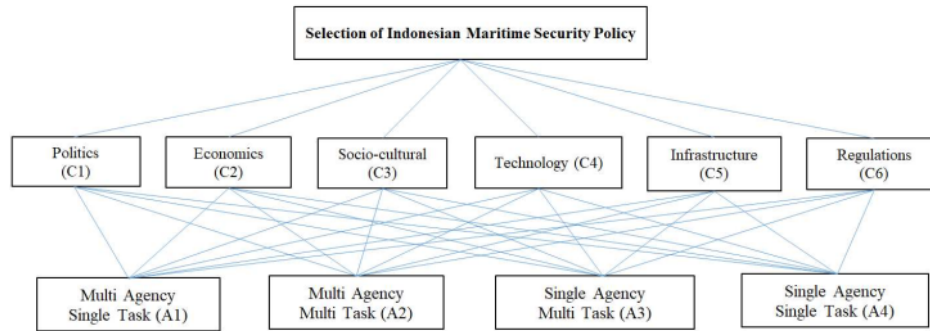 Selection of Indonesian Maritime Security Policy
Politics
(C1)
Economics
(C2)
Socio-cultural
(C3)
Technology (C4)
Infrastructure
(C5)
Regulations
(C6)
Multi Agency
Single Task (A1)
Multi Agency
Multi Task (A2)
Single Agency
Multi Task (A3)
Single Agency
Single Task (A4)